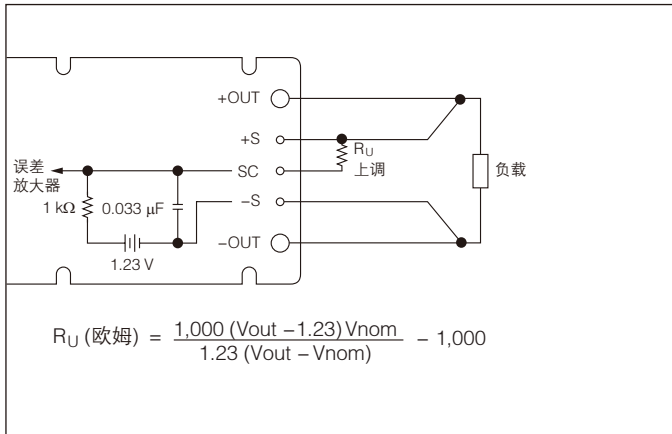 +OUT
+S
RU
上调
SC
误差
放大器
负载
1 kΩ
0.033 µF
–S
1.23 V
–OUT
RU (欧姆) = 1,000 (Vout –1.23) Vnom / 1.23 (Vout – Vnom) – 1,000